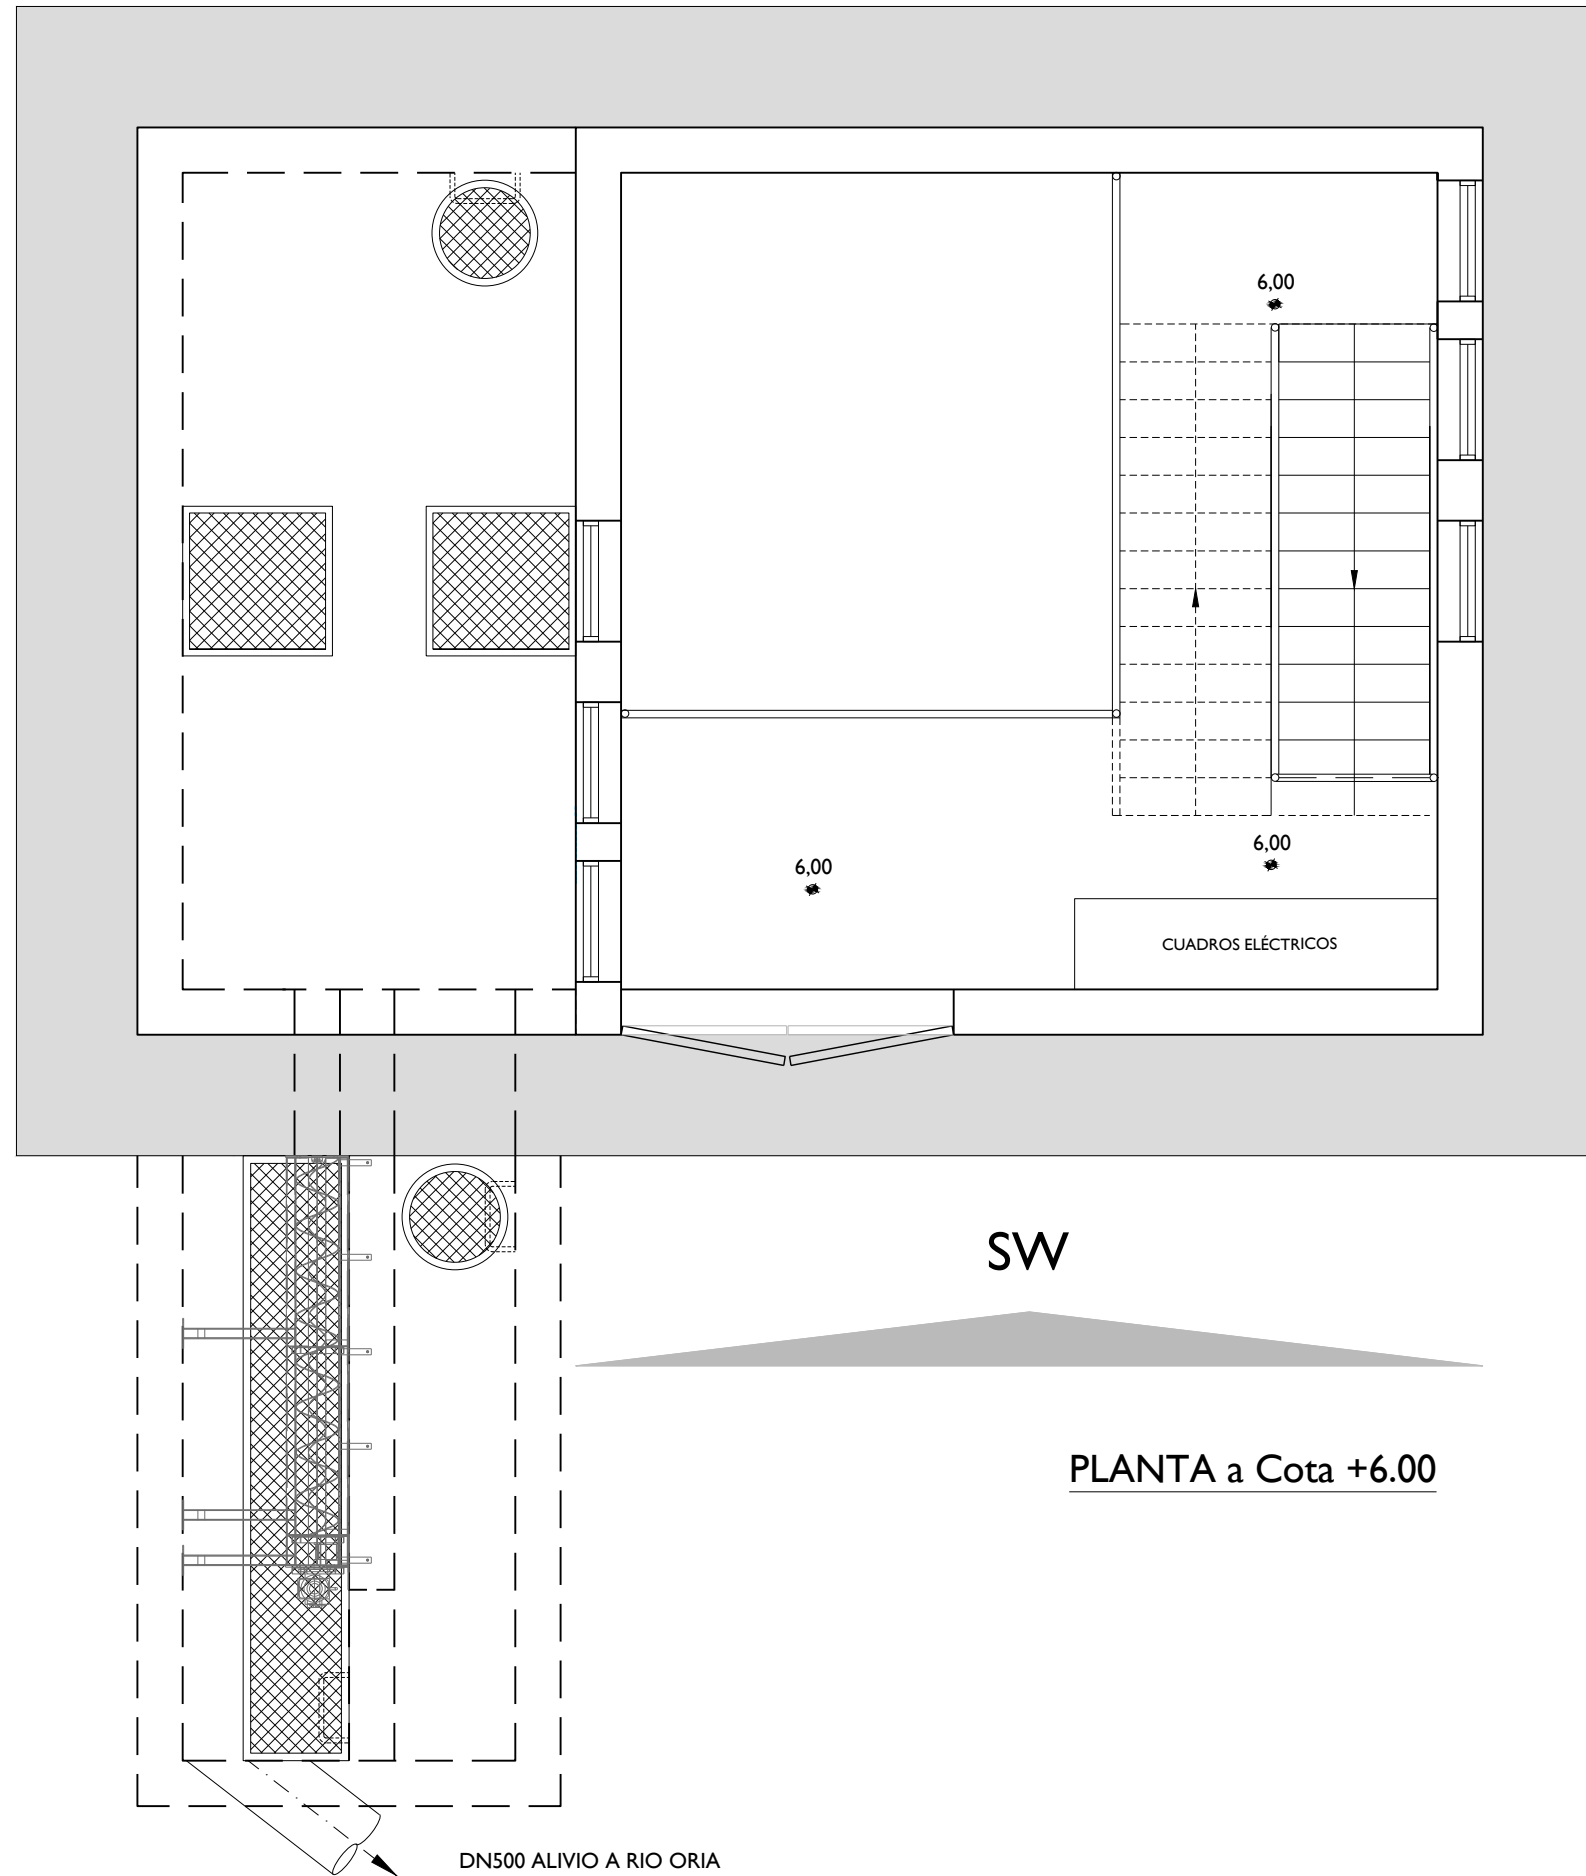 6,00
6,00
6,00
CUADROS ELÉCTRICOS
SW
PLANTA a Cota +6.00
DN500 ALIVIO A RIO ORIA